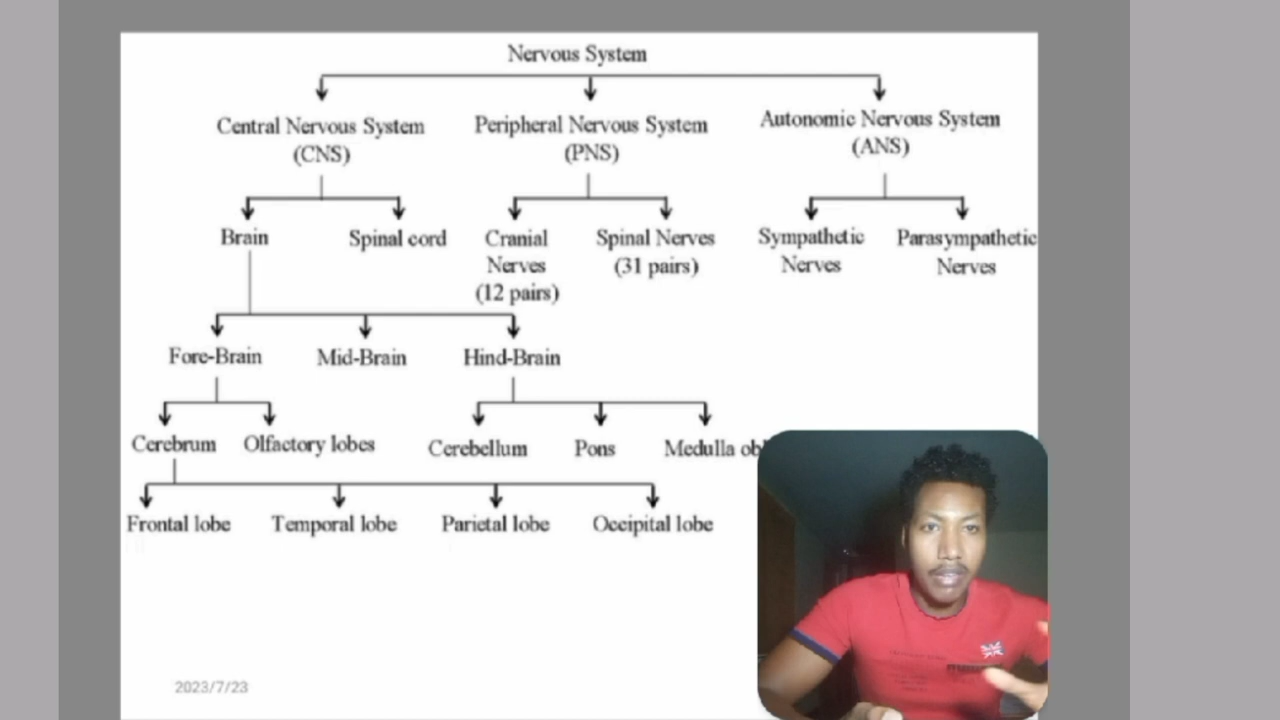 Nervous System
Central Nervous System
(CNS)
Peripheral Nervous System
(PNS)
Autonomic Nervous System
(ANS)
Brain
Spinal cord
Cranial
Nerves
(12 pairs)
Spinal Nerves
(31 pairs)
Sympathetic
Nerves
Parasympathetic
Nerves
Fore-Brain
Mid-Brain
Hind-Brain
Cerebrum
Olfactory lobes
Cerebellum
Pons
Medulla
Frontal lobe
Temporal lobe
Parietal lobe
Occipital lobe
2023/7/23